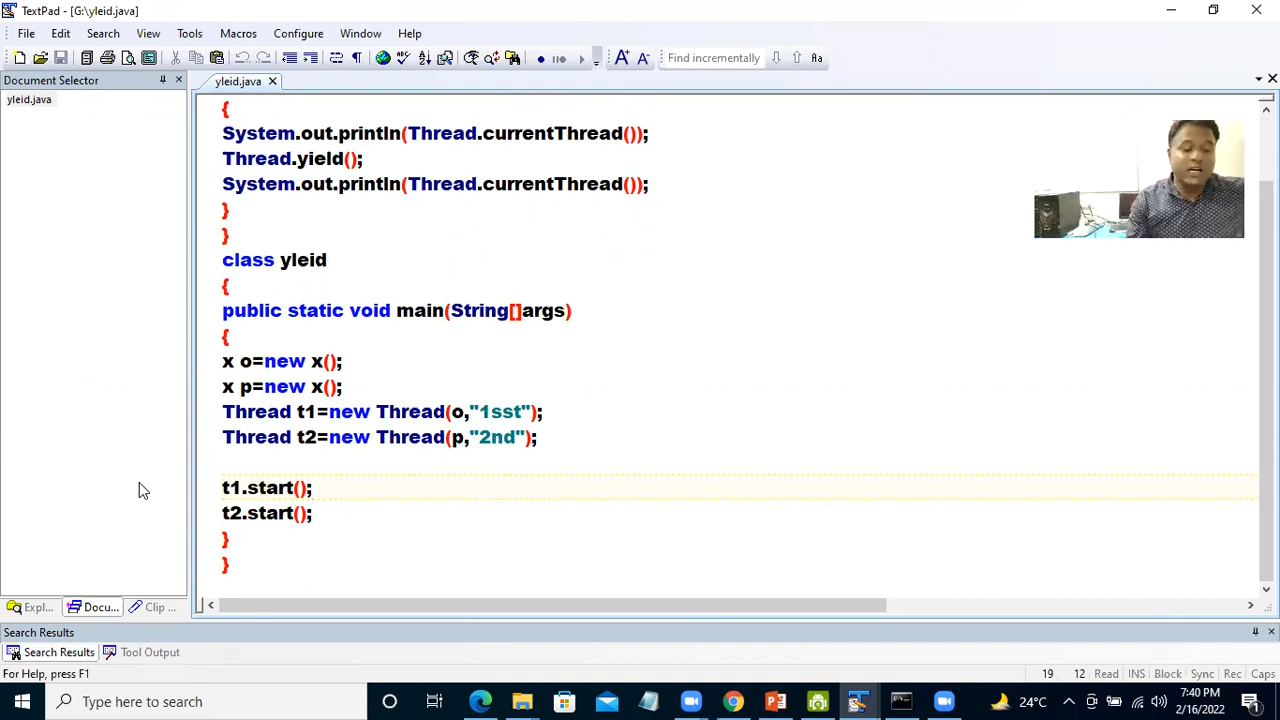 TextPad - [G:\yleid.java]
File Edit Search View Tools Macros Configure Window Help
Find incrementally
Aa
Document Selector
yleid.java
yleid.java
{
System.out.println(Thread.currentThread());
Thread.yield();
System.out.println(Thread.currentThread());
}
}
class yleid
{
public static void main(String[]args)
{
x o=new x();
x p=new x();
Thread t1=new Thread(o,"1sst");
Thread t2=new Thread(p,"2nd");
t1.start();
t2.start();
}
}
Expl... Docu... Clip ...
Search Results
Search Results Tool Output
For Help, press F1
19 12 Read INS Block Sync Rec Caps
Type here to search
24°C
7:40 PM
2/16/2022